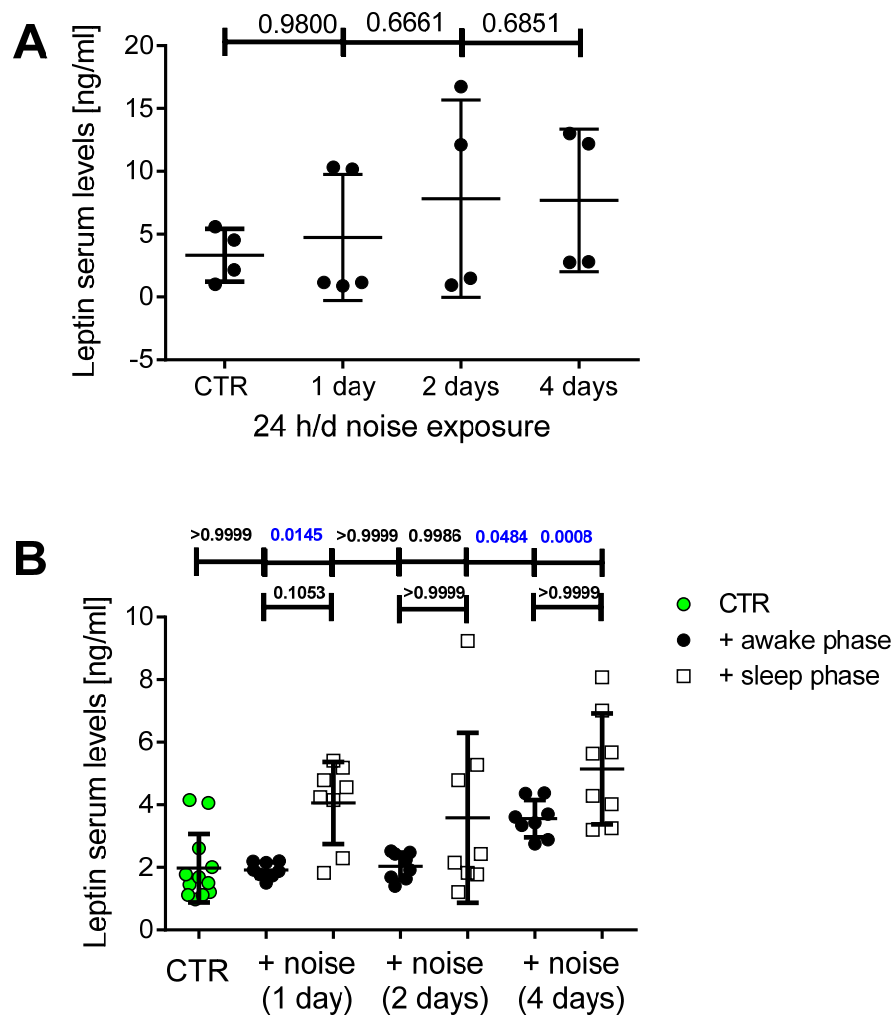 A
0.9800 0.6661 0.6851
Leptin serum levels [ng/ml]
20
15
10
5
0
-5
CTR 1 day 2 days 4 days
24 h/d noise exposure
B
>0.9999 0.0145 >0.9999 0.9986 0.0484 0.0008
0.1053 >0.9999 >0.9999
Leptin serum levels [ng/ml]
10
8
6
4
2
0
CTR
+ awake phase
+ sleep phase
CTR + noise + noise + noise
(1 day) (2 days) (4 days)